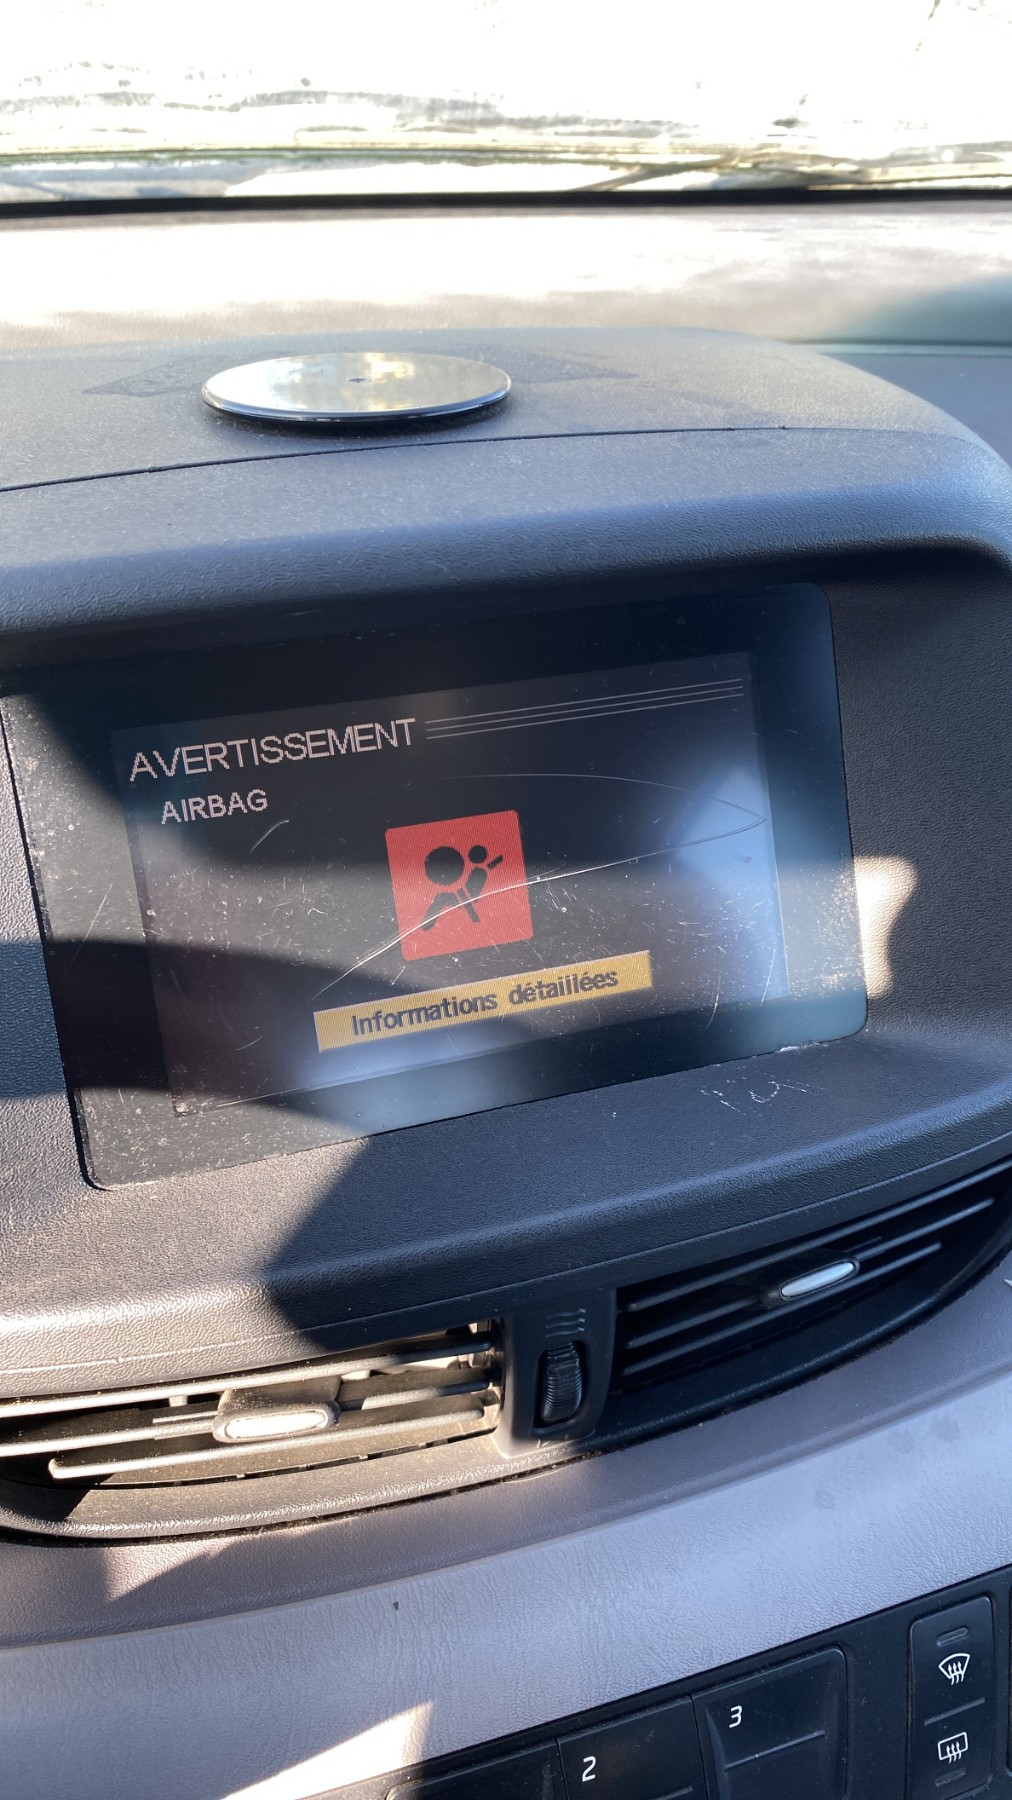 AVERTISSEMENT
AIRBAG
Informations détaillées
3
2